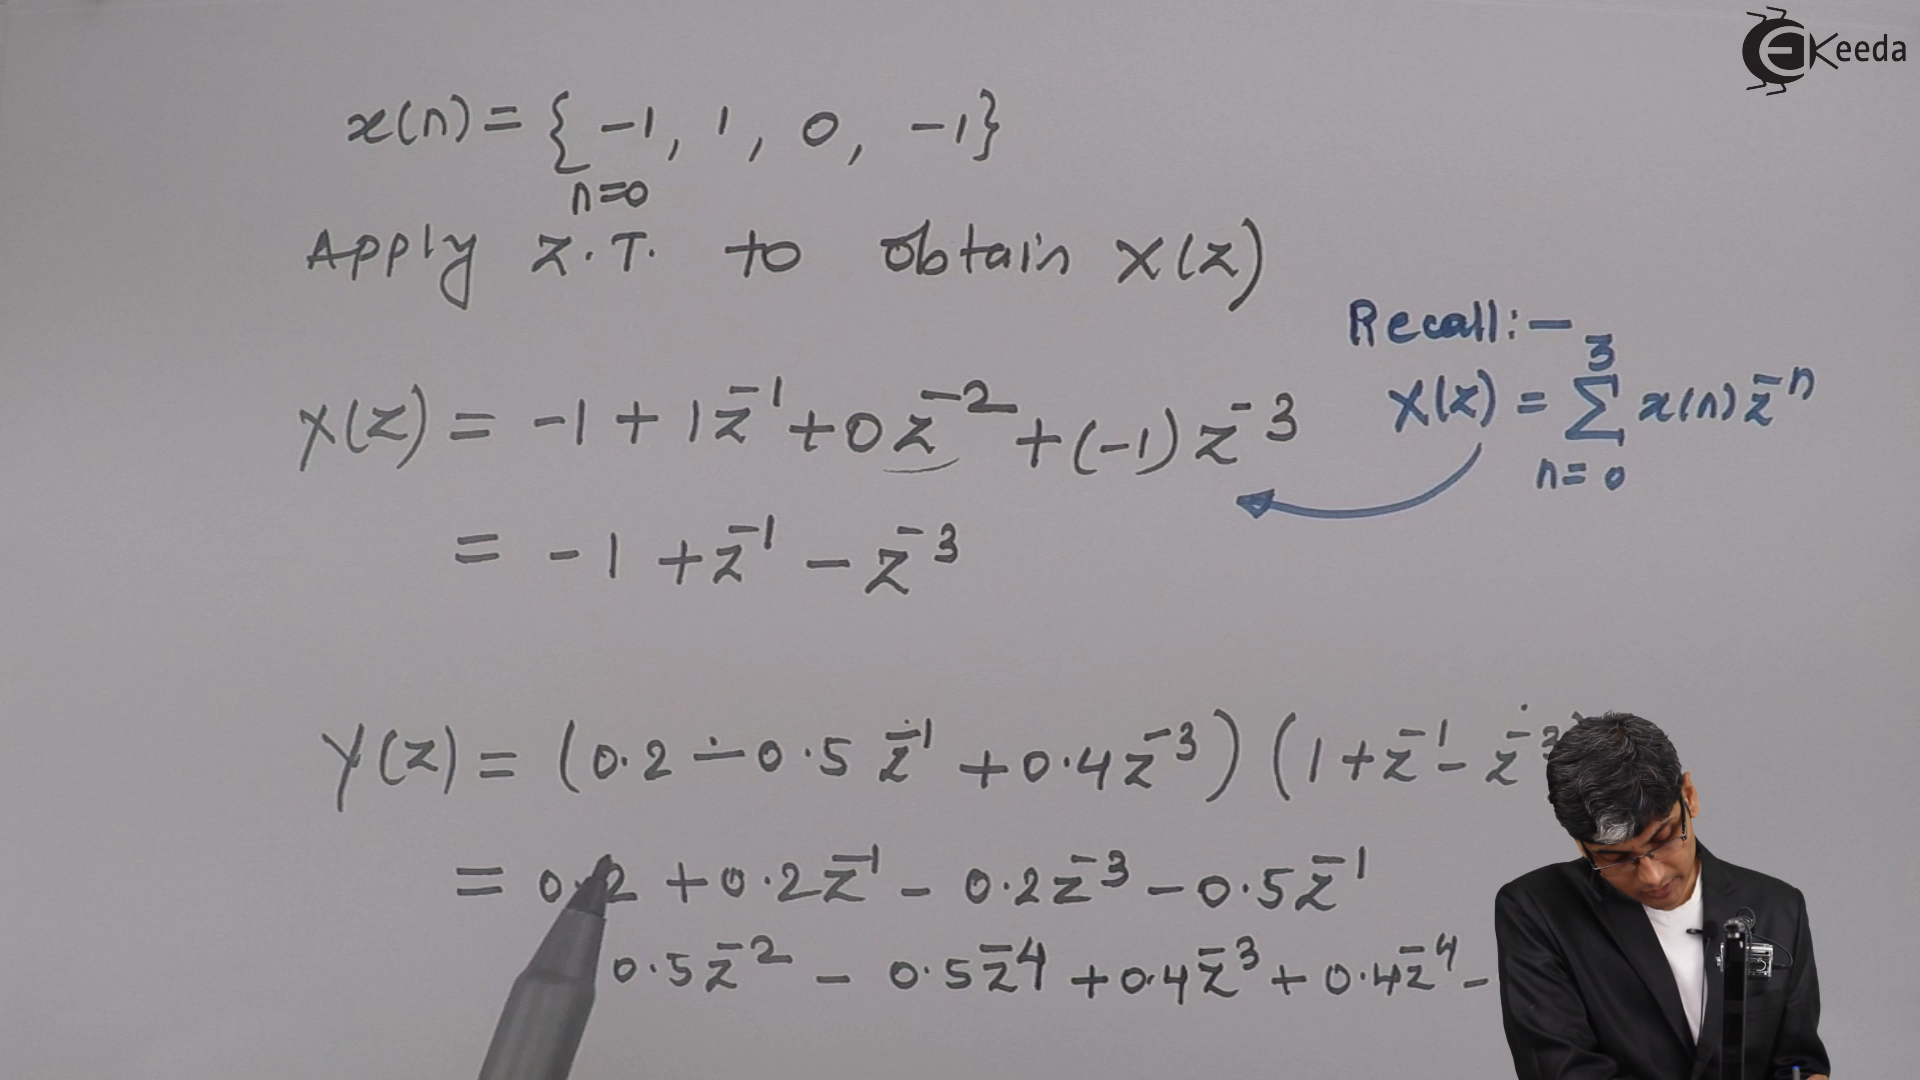 EKeeda
x(n) = { -1, 1, 0, -1}
n=0
Apply Z.T. to obtain X(z)
Recall:-
X(z) = 3 Σ n=0 x(n) z^-n
X(z) = -1 + 1z^-1 + 0z^-2 + (-1) z^-3
= -1 + z^-1 - z^-3
Y(z) = (0.2 - 0.5 z^-1 + 0.4z^-3) (1 + z^-1 - z^-3
= 0.2 + 0.2z^-1 - 0.2z^-3 - 0.5z^-1
0.5z^-2 - 0.5z^-4 + 0.4z^-3 + 0.4z^-4 -